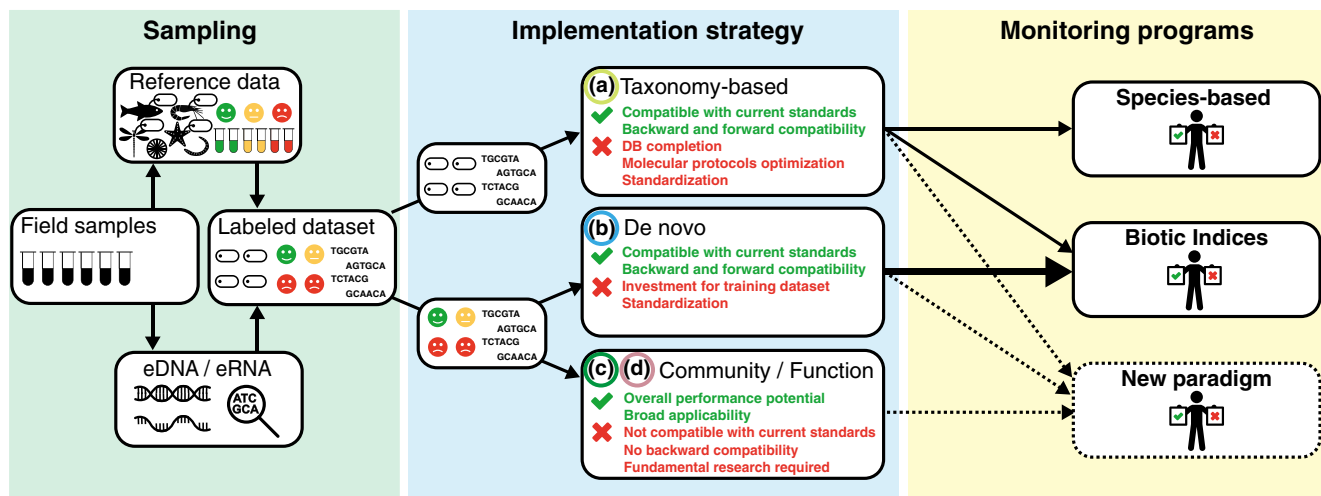 Sampling
Reference data
Field samples
Labeled dataset
TGCGTA
AGTGCA
TCTACG
GCAACA
eDNA / eRNA
ATC
GCA
Implementation strategy
TGCGTA
AGTGCA
TCTACG
GCAACA
TGCGTA
AGTGCA
TCTACG
GCAACA
(a) Taxonomy-based
Compatible with current standards
Backward and forward compatibility
DB completion
Molecular protocols optimization
Standardization
(b) De novo
Compatible with current standards
Backward and forward compatibility
Investment for training dataset
Standardization
(c) (d) Community / Function
Overall performance potential
Broad applicability
Not compatible with current standards
No backward compatibility
Fundamental research required
Monitoring programs
Species-based
Biotic Indices
New paradigm